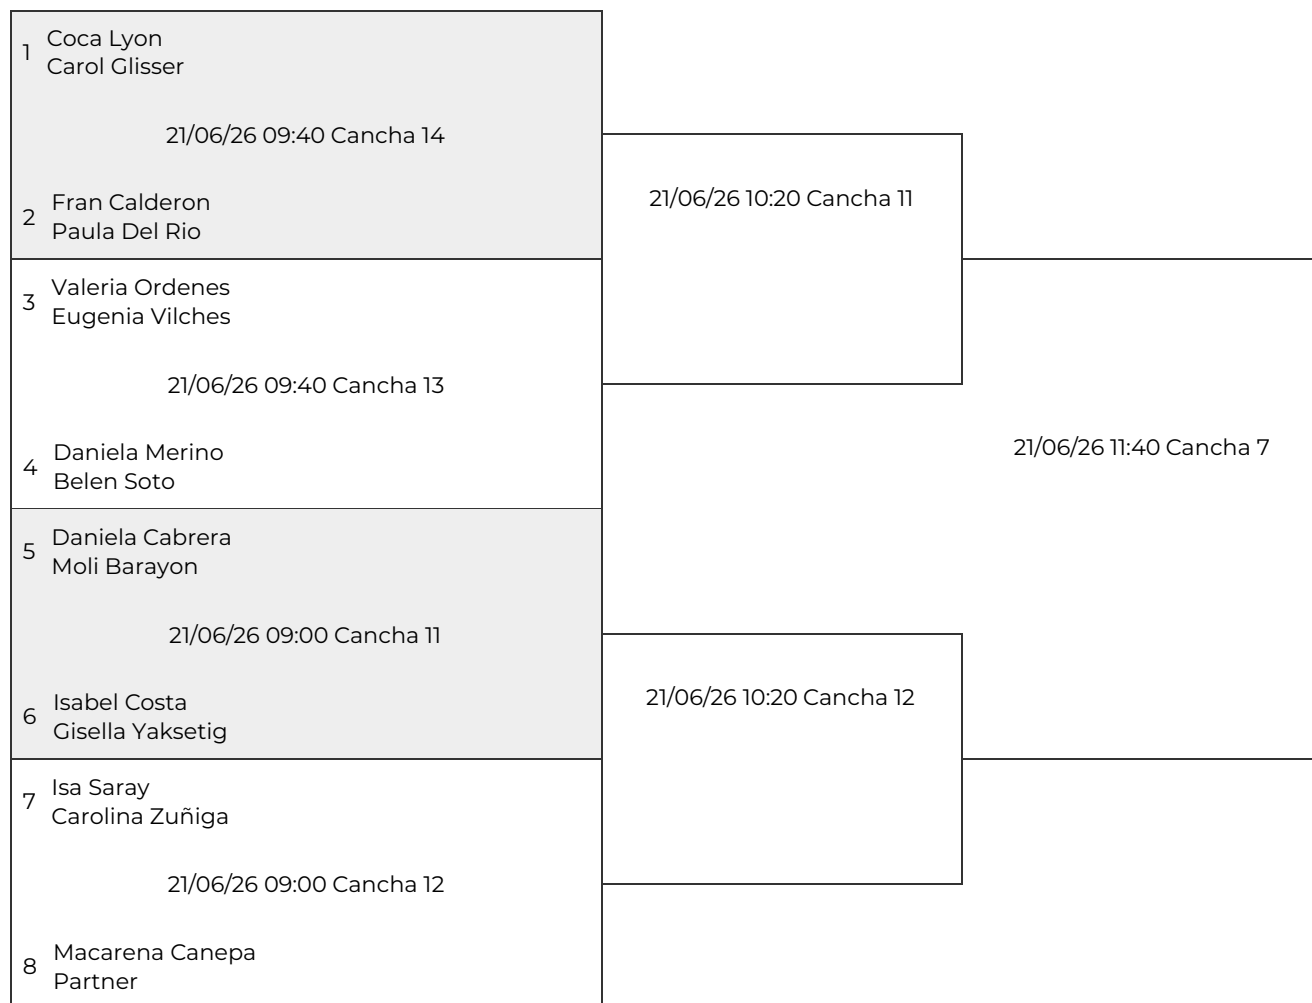 1 Coca Lyon
Carol Glisser
21/06/26 09:40 Cancha 14
2 Fran Calderon
Paula Del Rio
3 Valeria Ordenes
Eugenia Vilches
21/06/26 09:40 Cancha 13
4 Daniela Merino
Belen Soto
5 Daniela Cabrera
Moli Barayon
21/06/26 09:00 Cancha 11
6 Isabel Costa
Gisella Yaksetig
7 Isa Saray
Carolina Zuñiga
21/06/26 09:00 Cancha 12
8 Macarena Canepa
Partner
21/06/26 10:20 Cancha 11
21/06/26 10:20 Cancha 12
21/06/26 11:40 Cancha 7